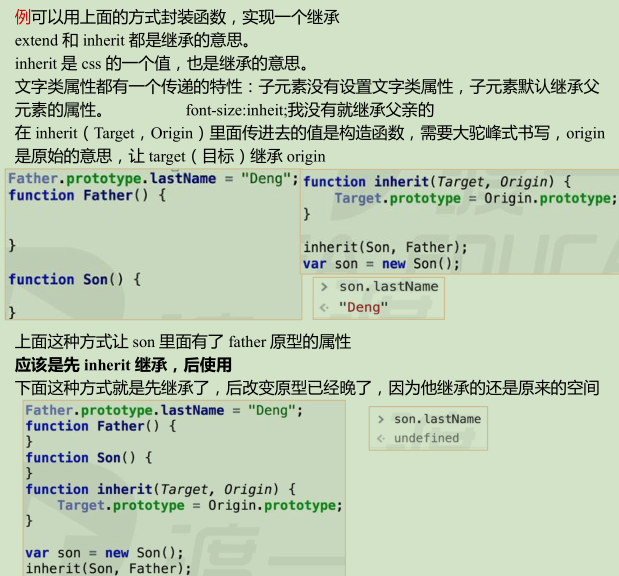 例可以用上面的方式封装函数，实现一个继承
extend 和 inherit 都是继承的意思。
inherit 是 css 的一个值，也是继承的意思。
文字类属性都有一个传递的特性：子元素没有设置文字类属性，子元素默认继承父
元素的属性。 font-size:inheit;我没有就继承父亲的
在 inherit（Target，Origin）里面传进去的值是构造函数，需要大驼峰式书写，origin
是原始的意思，让 target（目标）继承 origin
Father.prototype.lastName = "Deng";
function Father() {
}
function Son() {
}
function inherit(Target, Origin) {
Target.prototype = Origin.prototype;
}
inherit(Son, Father);
var son = new Son();
> son.lastName
"Deng"
上面这种方式让 son 里面有了 father 原型的属性
应该是先 inherit 继承，后使用
下面这种方式就是先继承了，后改变原型已经晚了，因为他继承的还是原来的空间
Father.prototype.lastName = "Deng";
function Father() {
}
function Son() {
}
function inherit(Target, Origin) {
Target.prototype = Origin.prototype;
}
var son = new Son();
inherit(Son, Father);
> son.lastName
undefined